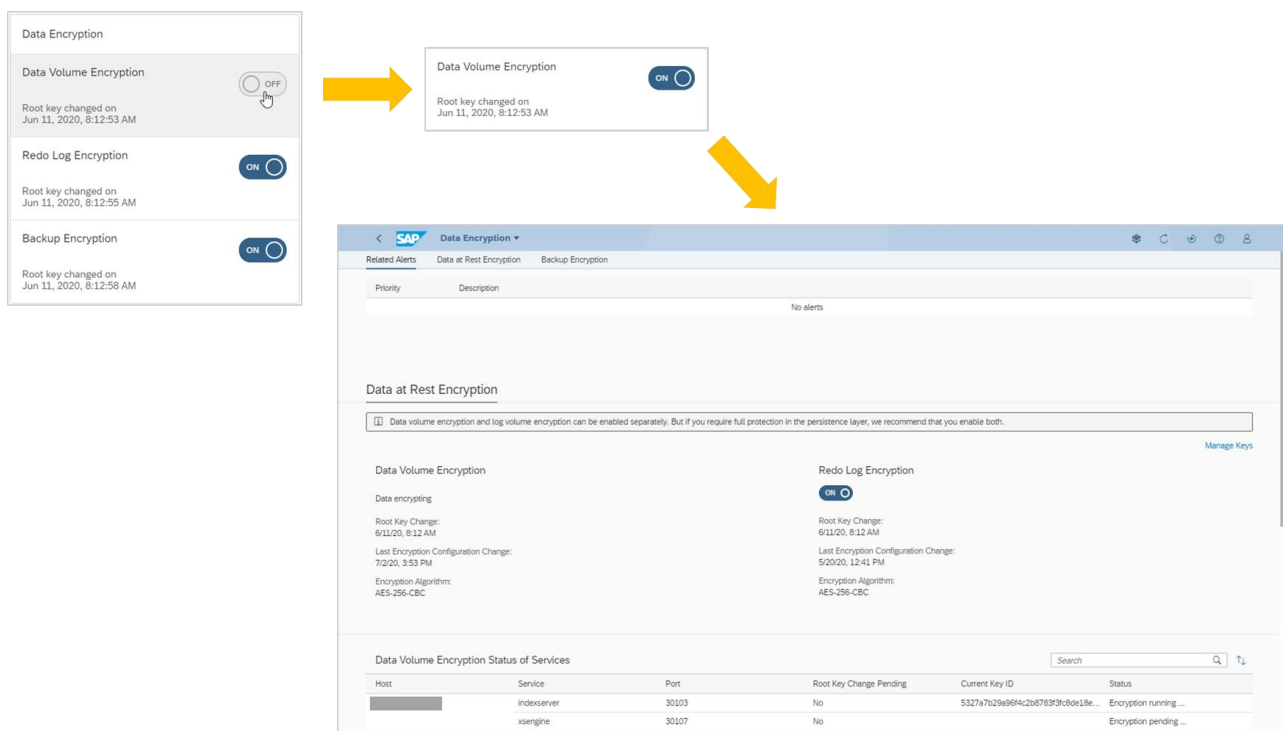 Data Encryption
Data Volume Encryption
OFF
Root key changed on
Jun 11, 2020, 8:12:53 AM
Redo Log Encryption
ON
Root key changed on
Jun 11, 2020, 8:12:55 AM
Backup Encryption
ON
Root key changed on
Jun 11, 2020, 8:12:58 AM
Data Volume Encryption
ON
Root key changed on
Jun 11, 2020, 8:12:53 AM
SAP Data Encryption
Related Alerts Data at Rest Encryption Backup Encryption
Priority Description
No alerts
Data at Rest Encryption
Data volume encryption and log volume encryption can be enabled separately. But if you require full protection in the persistence layer, we recommend that you enable both.
Manage Keys
Data Volume Encryption
Data encrypting
Root Key Change:
6/11/20, 8:12 AM
Last Encryption Configuration Change:
7/2/20, 3:53 PM
Encryption Algorithm:
AES-256-CBC
Redo Log Encryption
ON
Root Key Change:
6/11/20, 8:12 AM
Last Encryption Configuration Change:
5/20/20, 12:41 PM
Encryption Algorithm:
AES-256-CBC
Data Volume Encryption Status of Services Search
Host Service Port Root Key Change Pending Current Key ID Status
indexserver 30103 No 5327a7b29a96f4c2b8783f3fc8de18e... Encryption running ...
xsengine 30107 No Encryption pending ...